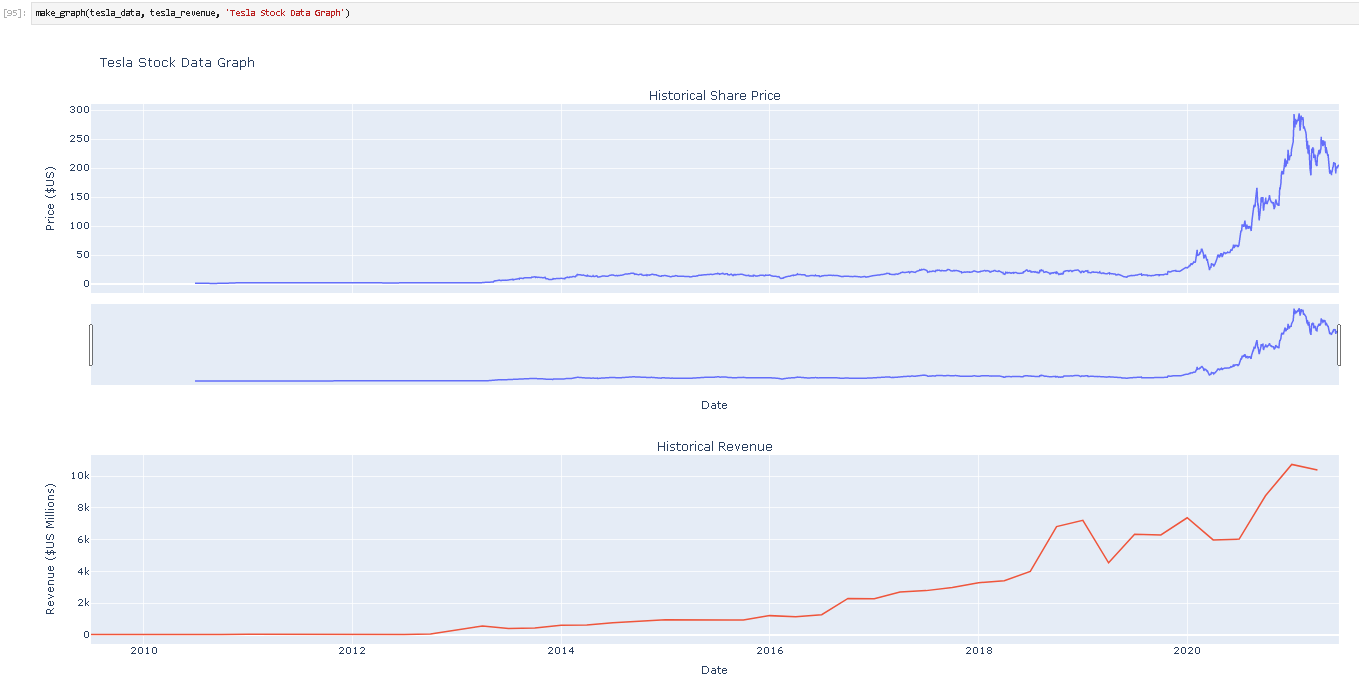 [95]: make_graph(tesla_data, tesla_revenue, 'Tesla Stock Data Graph')
Tesla Stock Data Graph
Historical Share Price
Price ($US)
300
250
200
150
100
50
0
Date
Historical Revenue
Revenue ($US Millions)
10k
8k
6k
4k
2k
0
2010 2012 2014 2016 2018 2020
Date